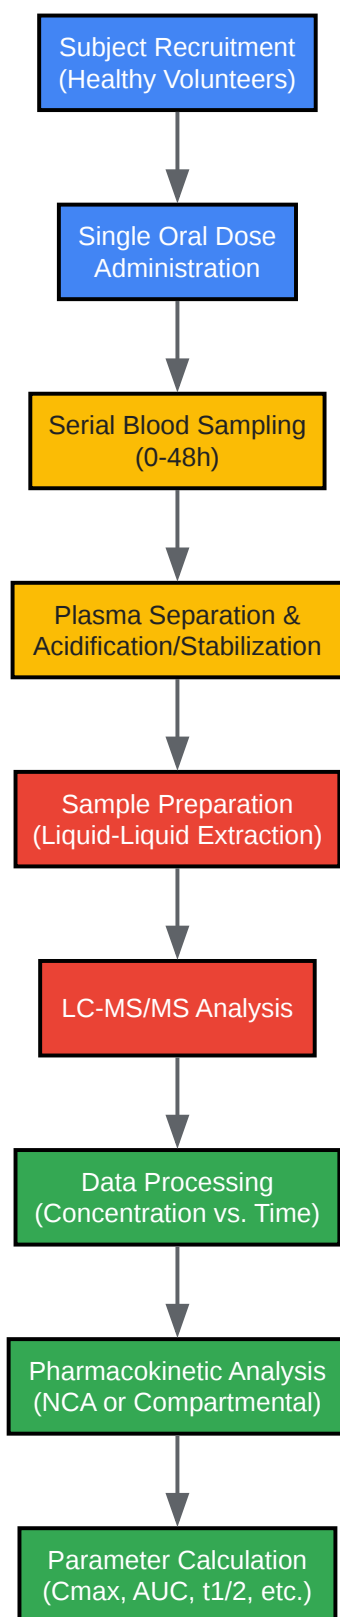 Subject Recruitment
(Healthy Volunteers)
Single Oral Dose
Administration
Serial Blood Sampling
(0-48h)
Plasma Separation &
Acidification/Stabilization
Sample Preparation
(Liquid-Liquid Extraction)
LC-MS/MS Analysis
Data Processing
(Concentration vs. Time)
Pharmacokinetic Analysis
(NCA or Compartmental)
Parameter Calculation
(Cmax, AUC, t1/2, etc.)